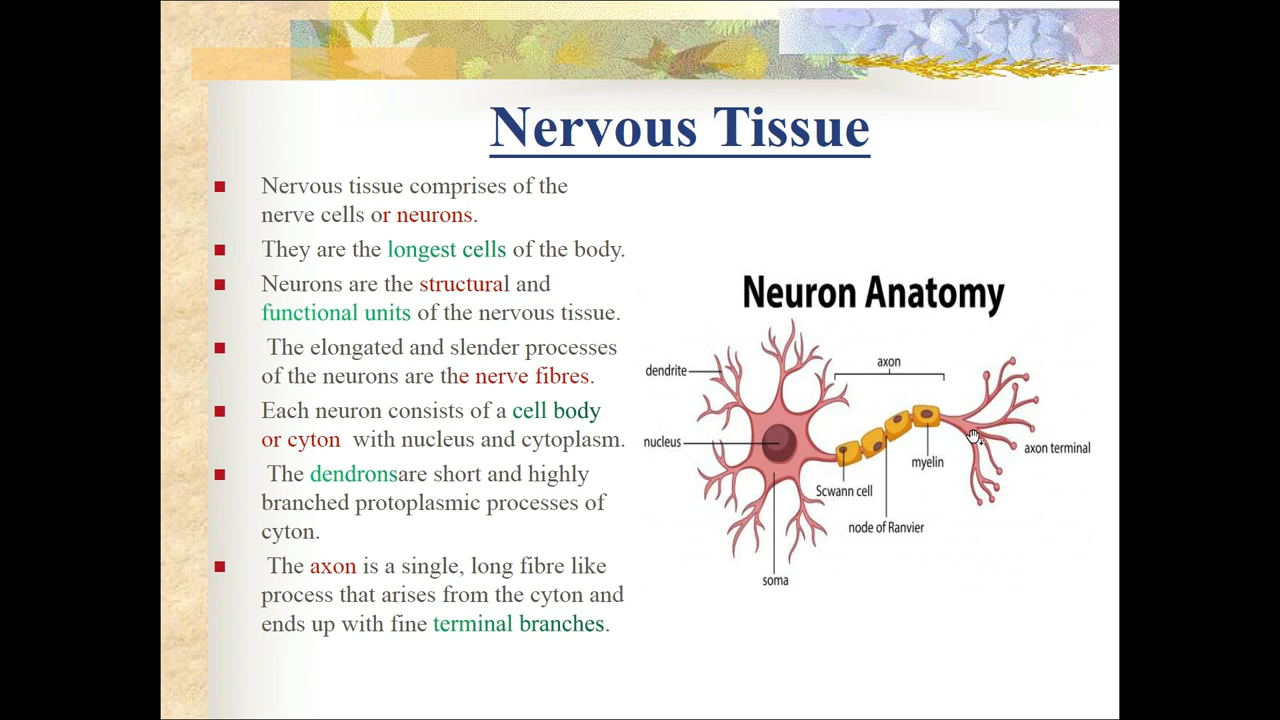 Nervous Tissue
Nervous tissue comprises of the
nerve cells or neurons.
They are the longest cells of the body.
Neurons are the structural and
functional units of the nervous tissue.
The elongated and slender processes
of the neurons are the nerve fibres.
Each neuron consists of a cell body
or cyton with nucleus and cytoplasm.
The dendronsare short and highly
branched protoplasmic processes of
cyton.
The axon is a single, long fibre like
process that arises from the cyton and
ends up with fine terminal branches.
Neuron Anatomy
axon
dendrite
nucleus
axon terminal
myelin
Scwann cell
node of Ranvier
soma